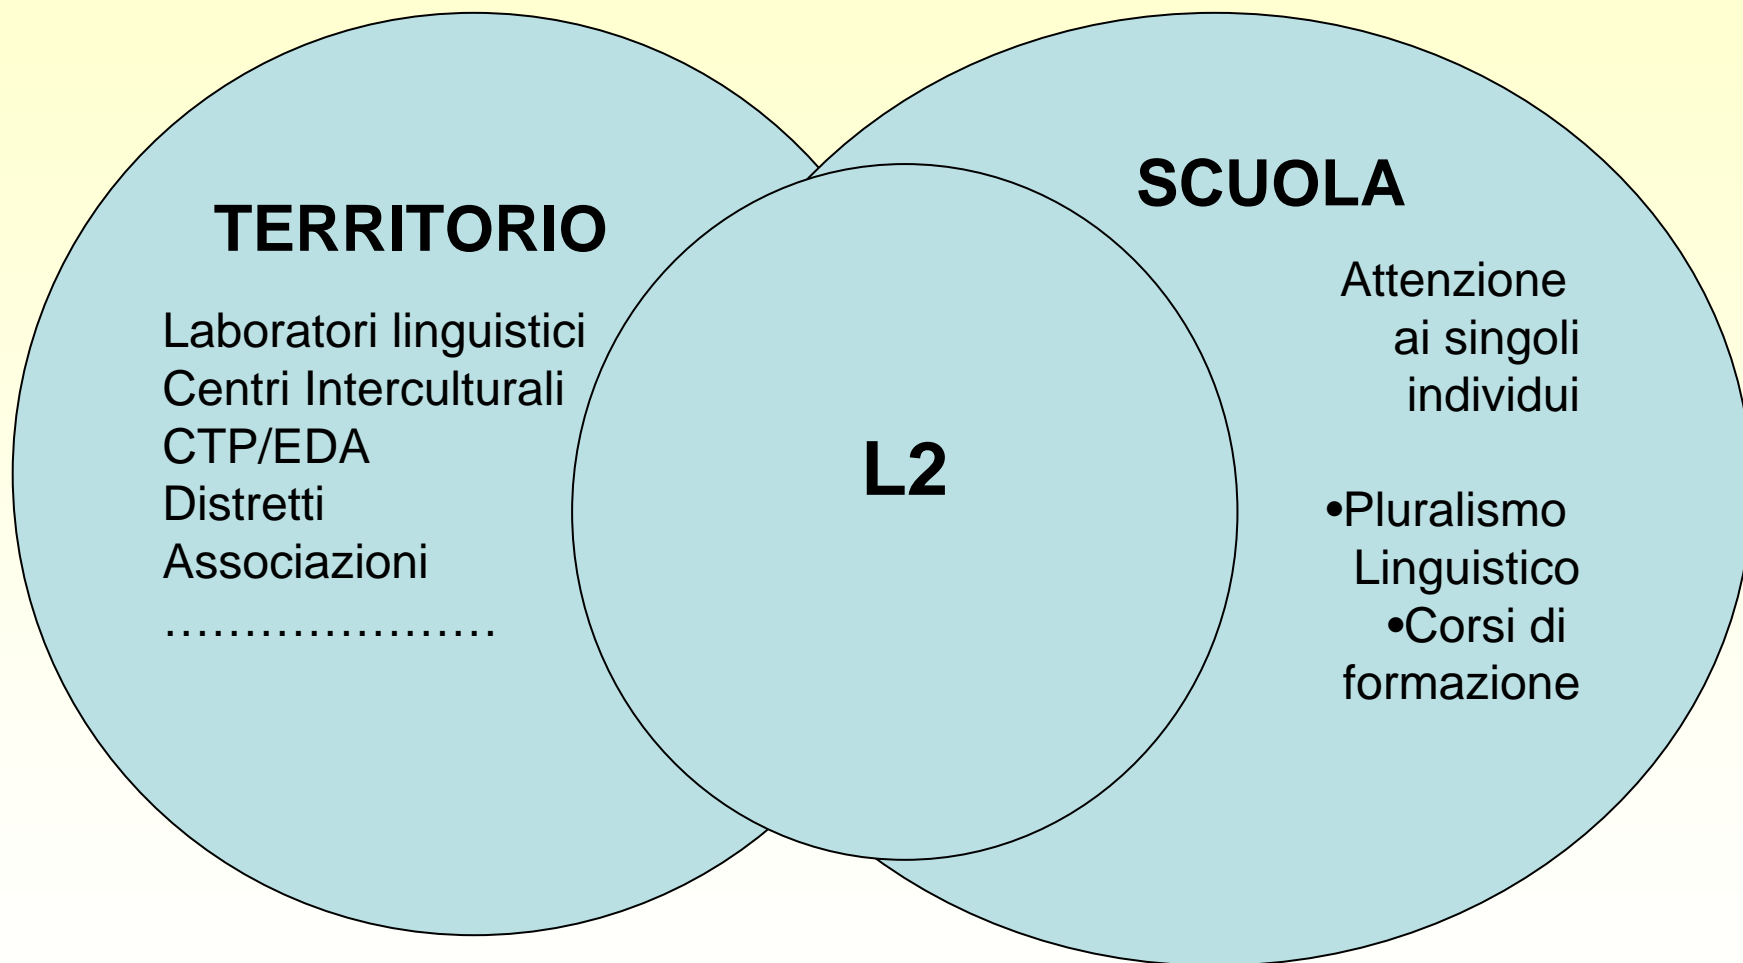 TERRITORIO
Laboratori linguistici
Centri Interculturali
CTP/EDA
Distretti
Associazioni
…………………
L2
SCUOLA
Attenzione
ai singoli
individui
•Pluralismo
Linguistico
•Corsi di
formazione